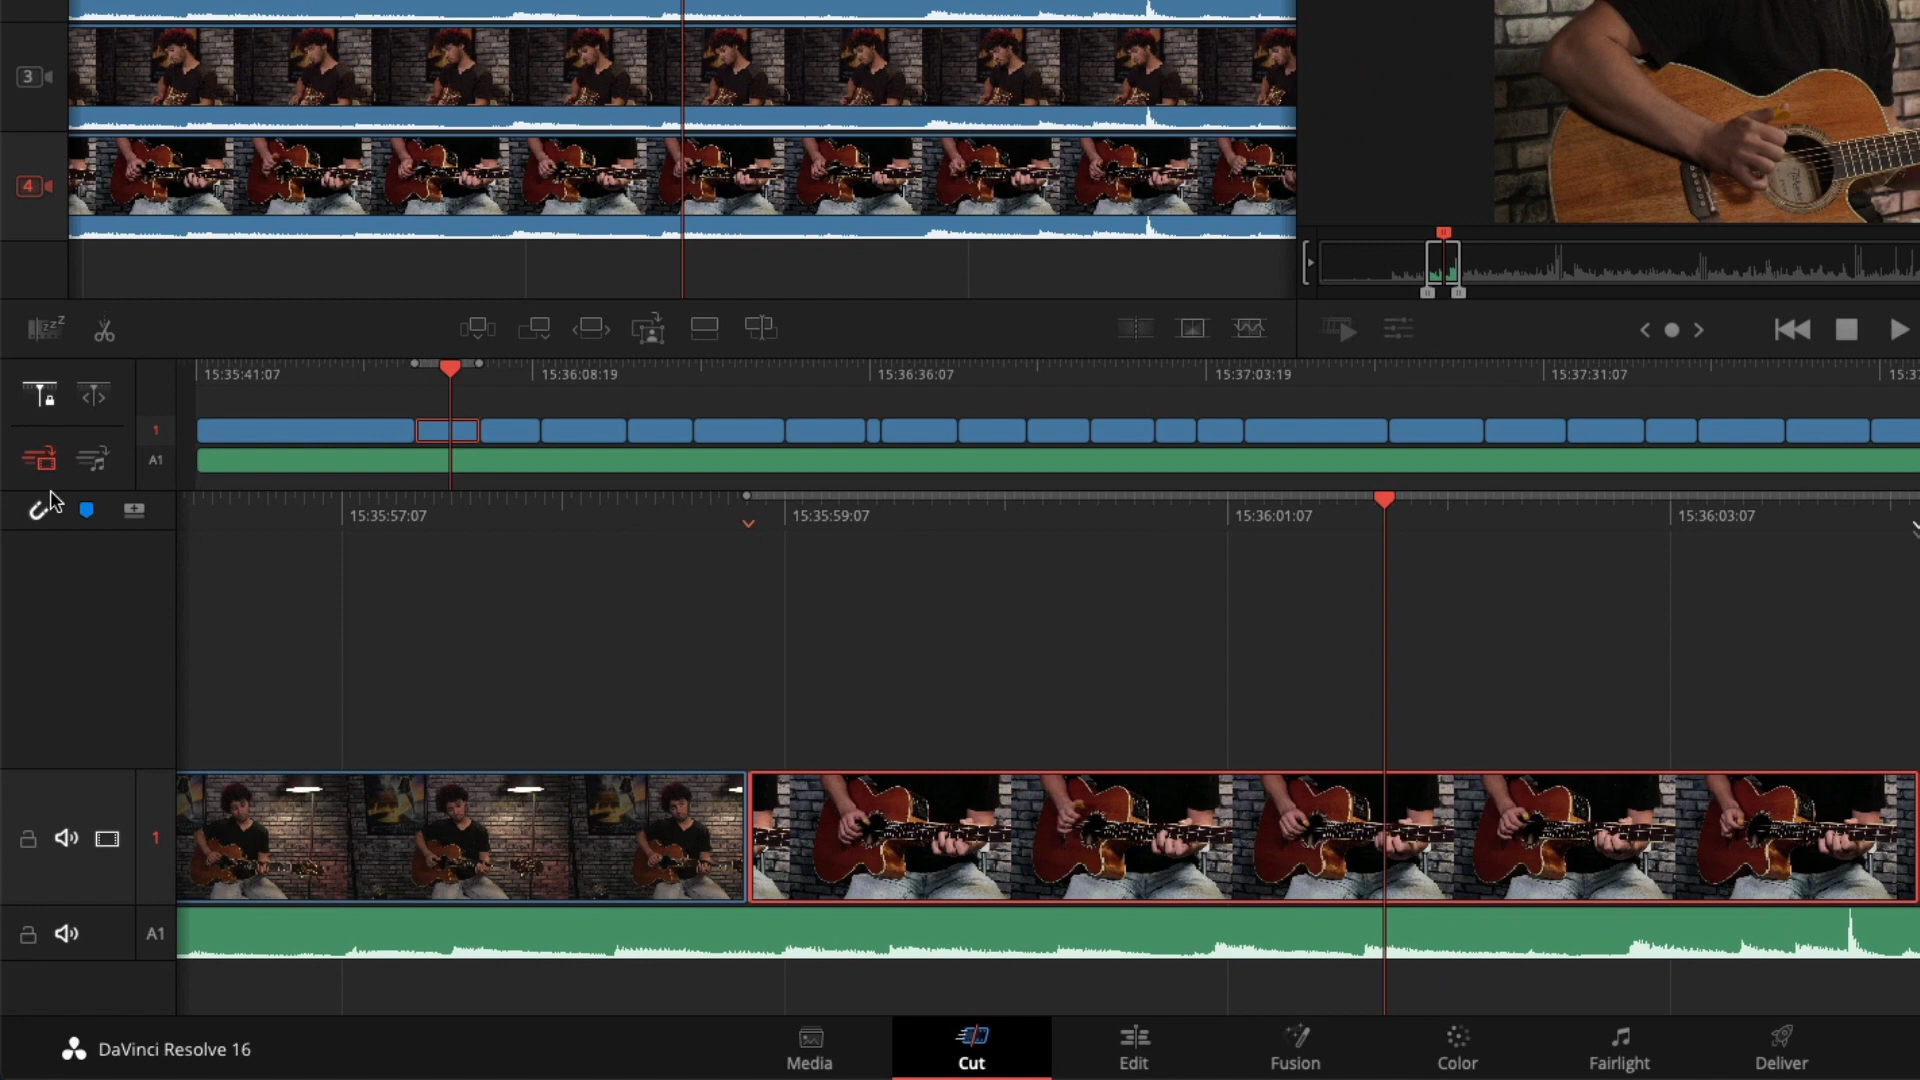 3
4
15:35:41:07 15:36:08:19 15:36:36:07 15:37:03:19 15:37:31:07 15:37
1
A1
15:35:57:07 15:35:59:07 15:36:01:07 15:36:03:07
1
A1
DaVinci Resolve 16
Media Cut Edit Fusion Color Fairlight Deliver